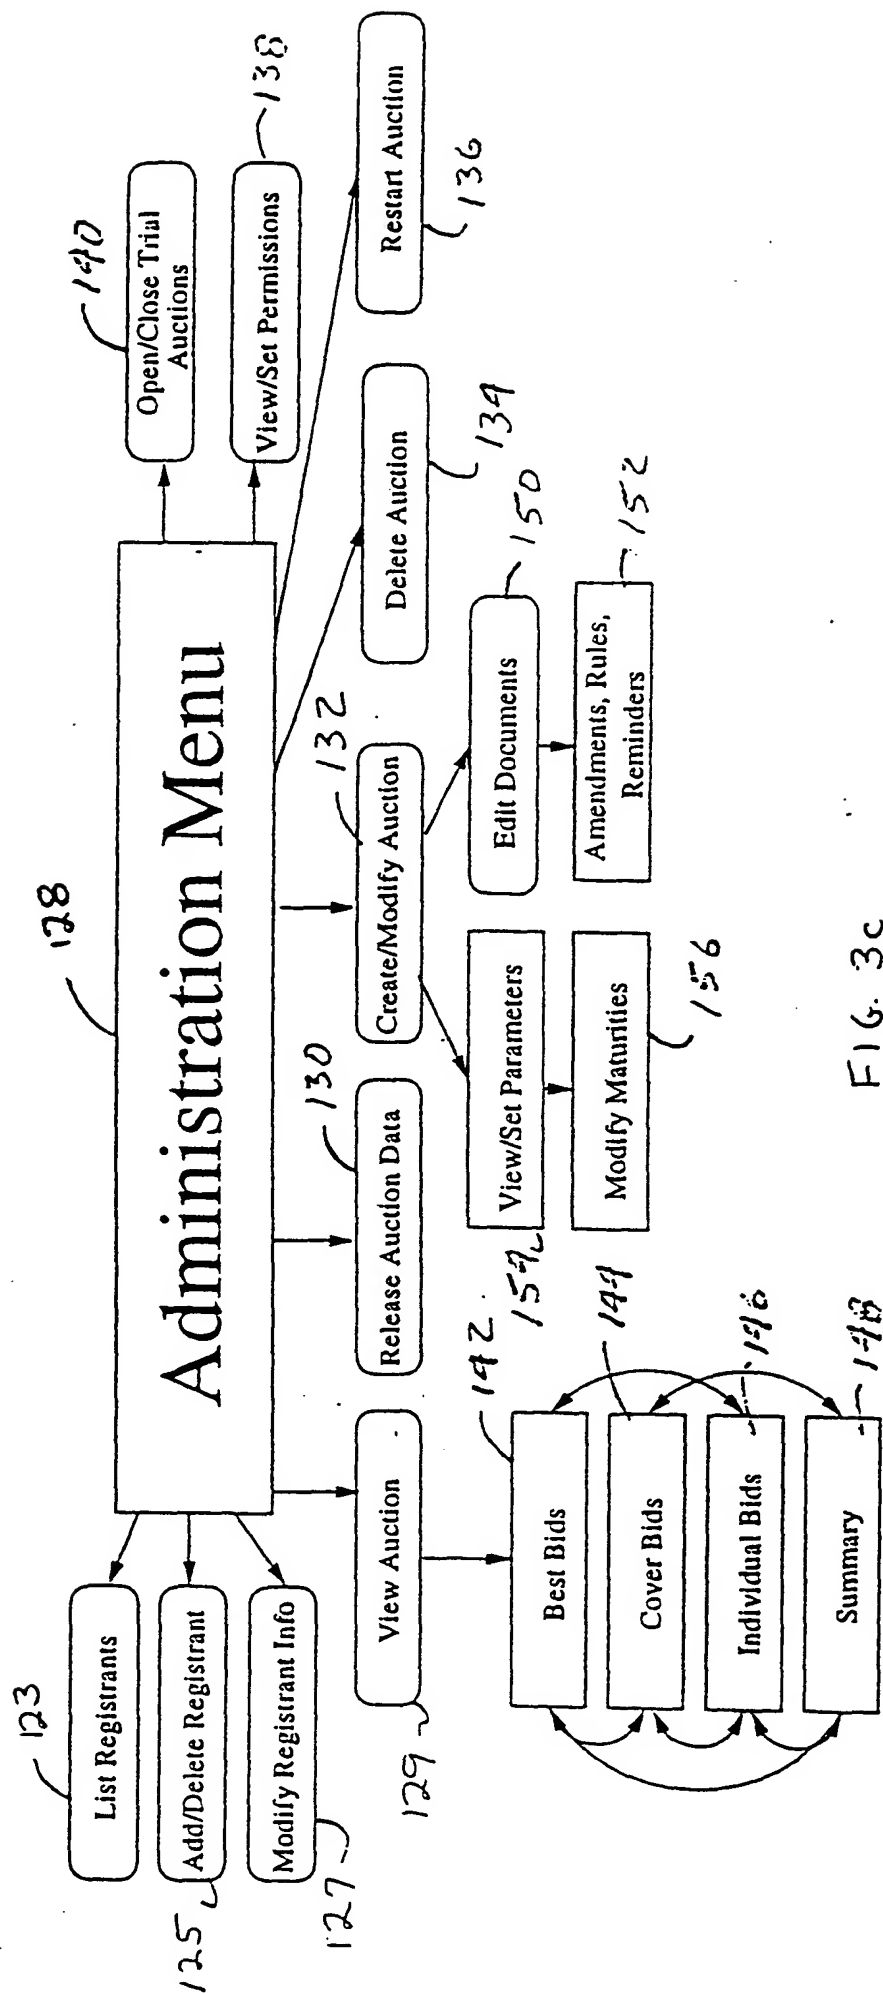 128
Administration Menu
123
List Registrants
125
Add/Delete Registrant
127
Modify Registrant Info
140
Open/Close Trial
Auctions
138
View/Set Permissions
129
View Auction
130
Release Auction Data
132
Create/Modify Auction
134
Delete Auction
136
Restart Auction
142
Best Bids
144
Cover Bids
146
Individual Bids
148
Summary
154
View/Set Parameters
156
Modify Maturities
150
Edit Documents
152
Amendments, Rules,
Reminders
FIG. 3c